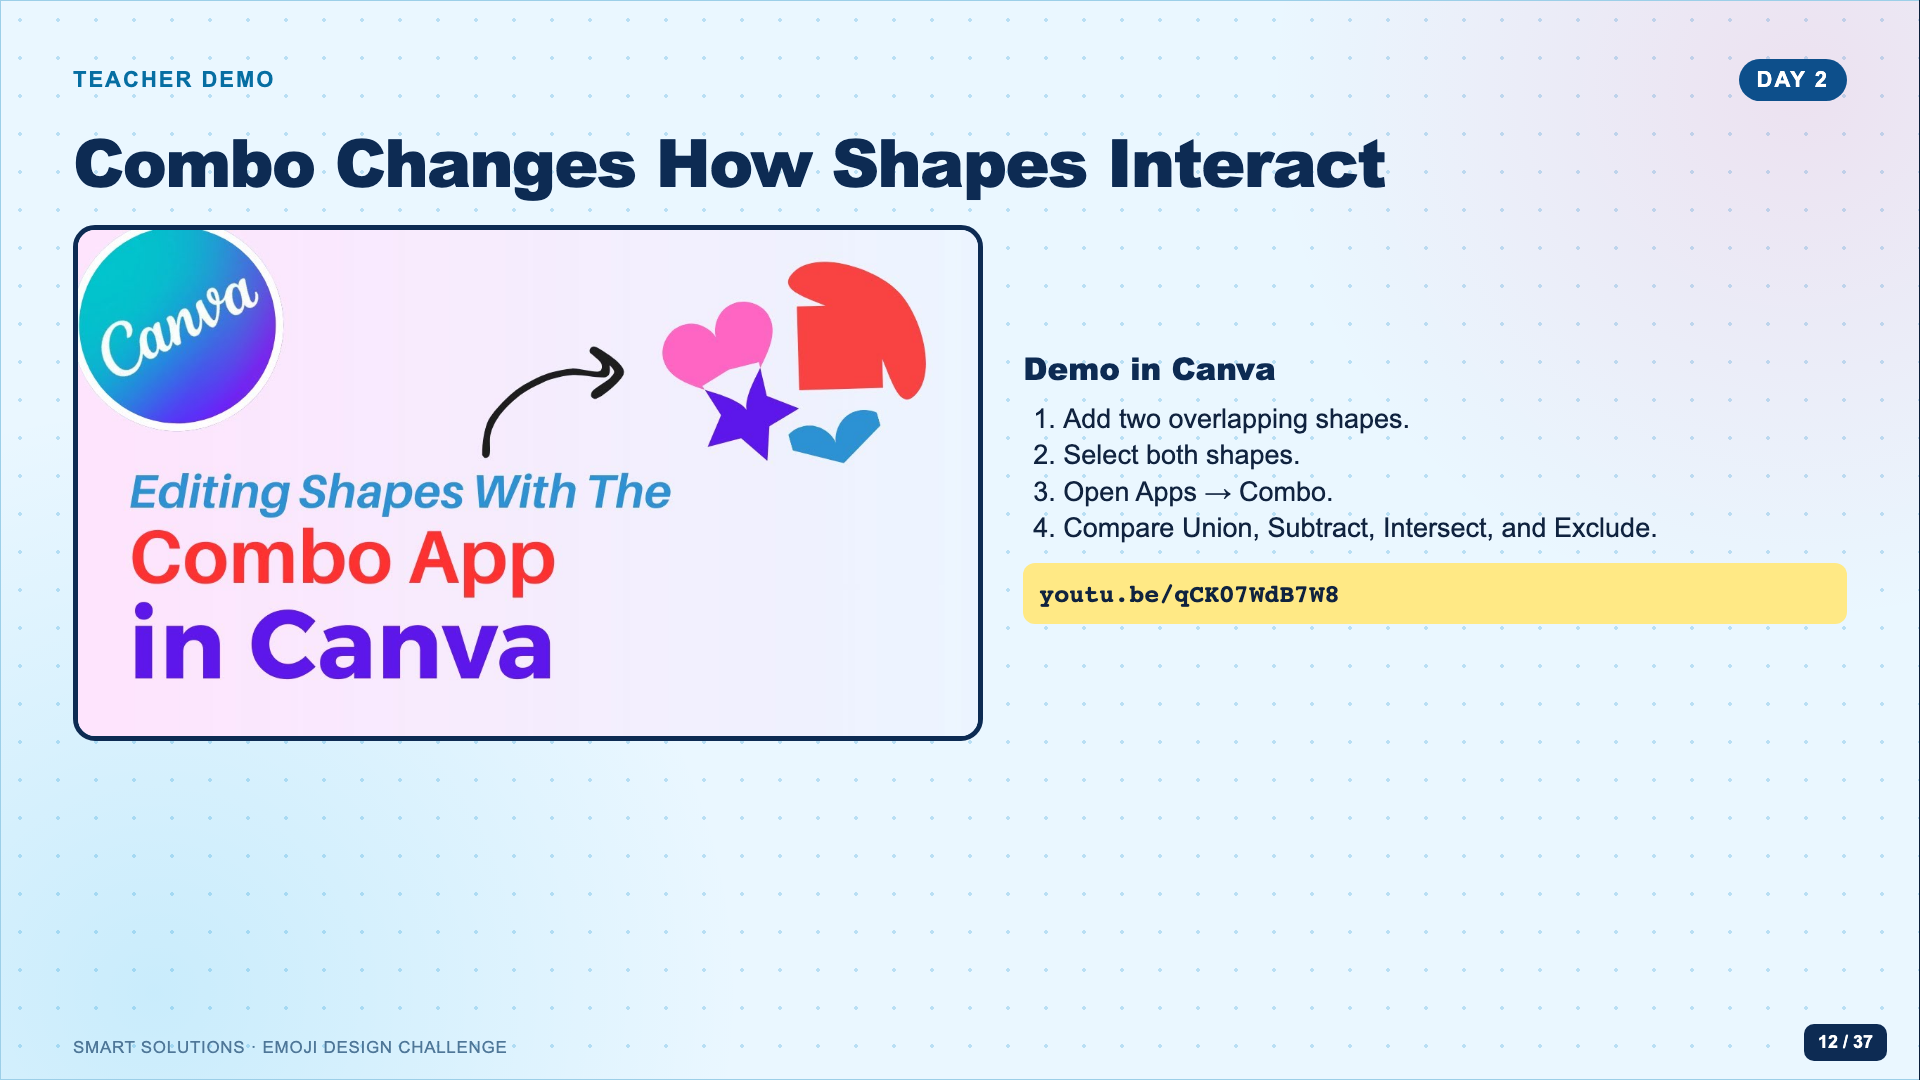 TEACHER DEMO
DAY 2
Combo Changes How Shapes Interact
Canva
Editing Shapes With The
Combo App
in Canva
Demo in Canva
1. Add two overlapping shapes.
2. Select both shapes.
3. Open Apps → Combo.
4. Compare Union, Subtract, Intersect, and Exclude.
youtu.be/qCK07WdB7W8
SMART SOLUTIONS · EMOJI DESIGN CHALLENGE
12 / 37